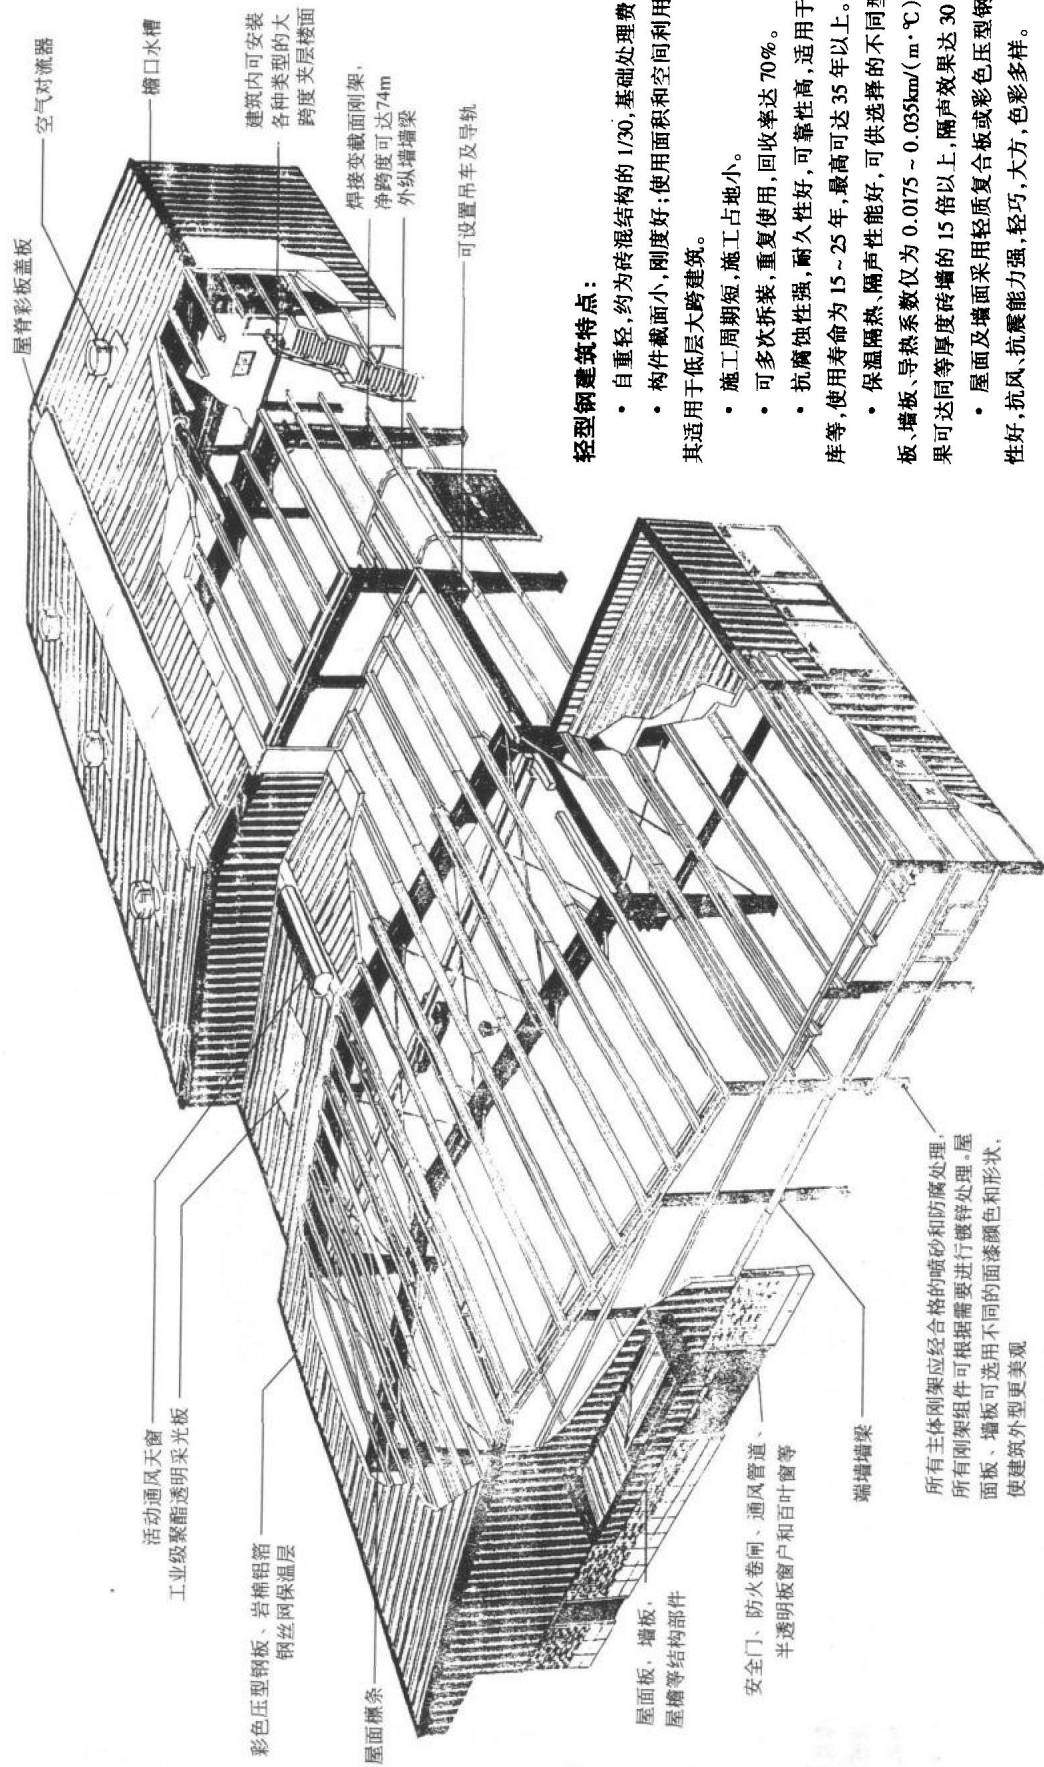 屋脊彩板盖板
空气对流器
檐口水槽
建筑内可安装
各种类型的大
跨度夹层楼面
焊接变截面刚架，
净跨度可达74m
外纵墙墙梁
可设置吊车及导轨
活动通风天窗
工业级聚酯透明采光板
彩色压型钢板、岩棉铝箔
钢丝网保温层
屋面檩条
屋面板、墙板，
屋檐等结构部件
安全门、防火卷闸、通风管道、
半透明板窗户和百叶窗等
端墙墙梁
所有主体刚架应经合格的喷砂和防腐处理，
所有刚架组件可根据需要进行镀锌处理。屋
面板、墙板可选用不同的面漆颜色和形状，
使建筑外型更美观
轻型钢建筑特点：
• 自重轻，约为砖混结构的1/30，基础处理费
• 构件截面小，刚度好；使用面积和空间利用
其适用于低层大跨建筑。
• 施工周期短，施工占地小。
• 可多次拆装，重复使用，回收率达70%。
• 抗腐蚀性强，耐久性好，可靠性高，适用于
库等，使用寿命为15~25年，最高可达35年以上。
• 保温隔热、隔声性能好，可供选择的不同型
板、墙板、导热系数仅为0.0175~0.035km/(m·℃)
果可达同等厚度砖墙的15倍以上，隔声效果达30
• 屋面及墙面采用轻质复合板或彩色压型钢
性好，抗风、抗震能力强，轻巧，大方，色彩多样。